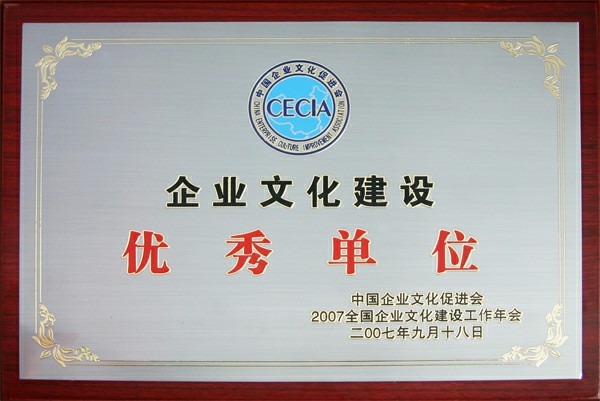 中国企业文化促进会
CECIA
CHINA ENTERPRISE CULTURE IMPROVEMENT ASSOCIATION
企业文化建设
优秀单位
中国企业文化促进会
2007全国企业文化建设工作年会
二OO七年九月十八日